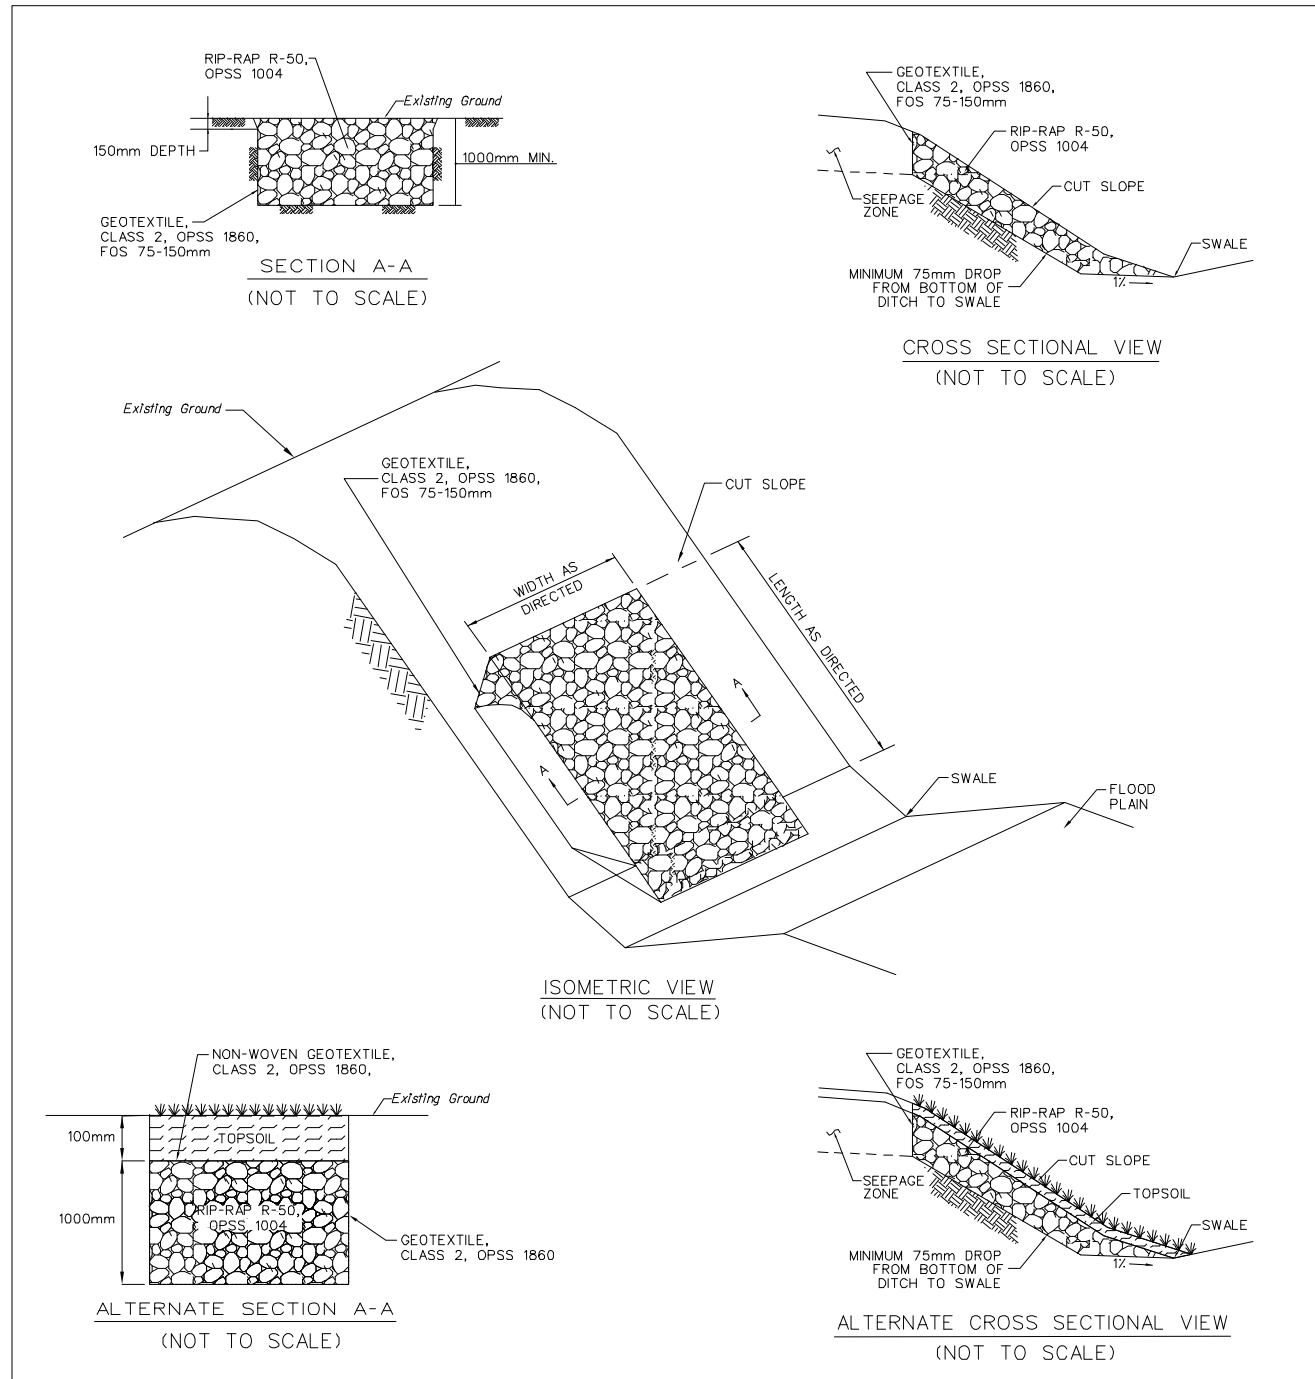 RIP-RAP R-50,
OPSS 1004
Existing Ground
150mm DEPTH
1000mm MIN.
GEOTEXTILE,
CLASS 2, OPSS 1860,
FOS 75-150mm
SECTION A-A
(NOT TO SCALE)
GEOTEXTILE,
CLASS 2, OPSS 1860,
FOS 75-150mm
RIP-RAP R-50,
OPSS 1004
CUT SLOPE
SEEPAGE
ZONE
SWALE
MINIMUM 75mm DROP
FROM BOTTOM OF
DITCH TO SWALE
1%
CROSS SECTIONAL VIEW
(NOT TO SCALE)
Existing Ground
GEOTEXTILE,
CLASS 2, OPSS 1860,
FOS 75-150mm
CUT SLOPE
WIDTH AS
DIRECTED
LENGTH AS DIRECTED
A
A
SWALE
FLOOD
PLAIN
ISOMETRIC VIEW
(NOT TO SCALE)
NON-WOVEN GEOTEXTILE,
CLASS 2, OPSS 1860,
Existing Ground
100mm
TOPSOIL
1000mm
RIP-RAP R-50,
OPSS 1004
GEOTEXTILE,
CLASS 2, OPSS 1860
ALTERNATE SECTION A-A
(NOT TO SCALE)
GEOTEXTILE,
CLASS 2, OPSS 1860,
FOS 75-150mm
RIP-RAP R-50,
OPSS 1004
CUT SLOPE
SEEPAGE
ZONE
TOPSOIL
SWALE
MINIMUM 75mm DROP
FROM BOTTOM OF
DITCH TO SWALE
1%
ALTERNATE CROSS SECTIONAL VIEW
(NOT TO SCALE)